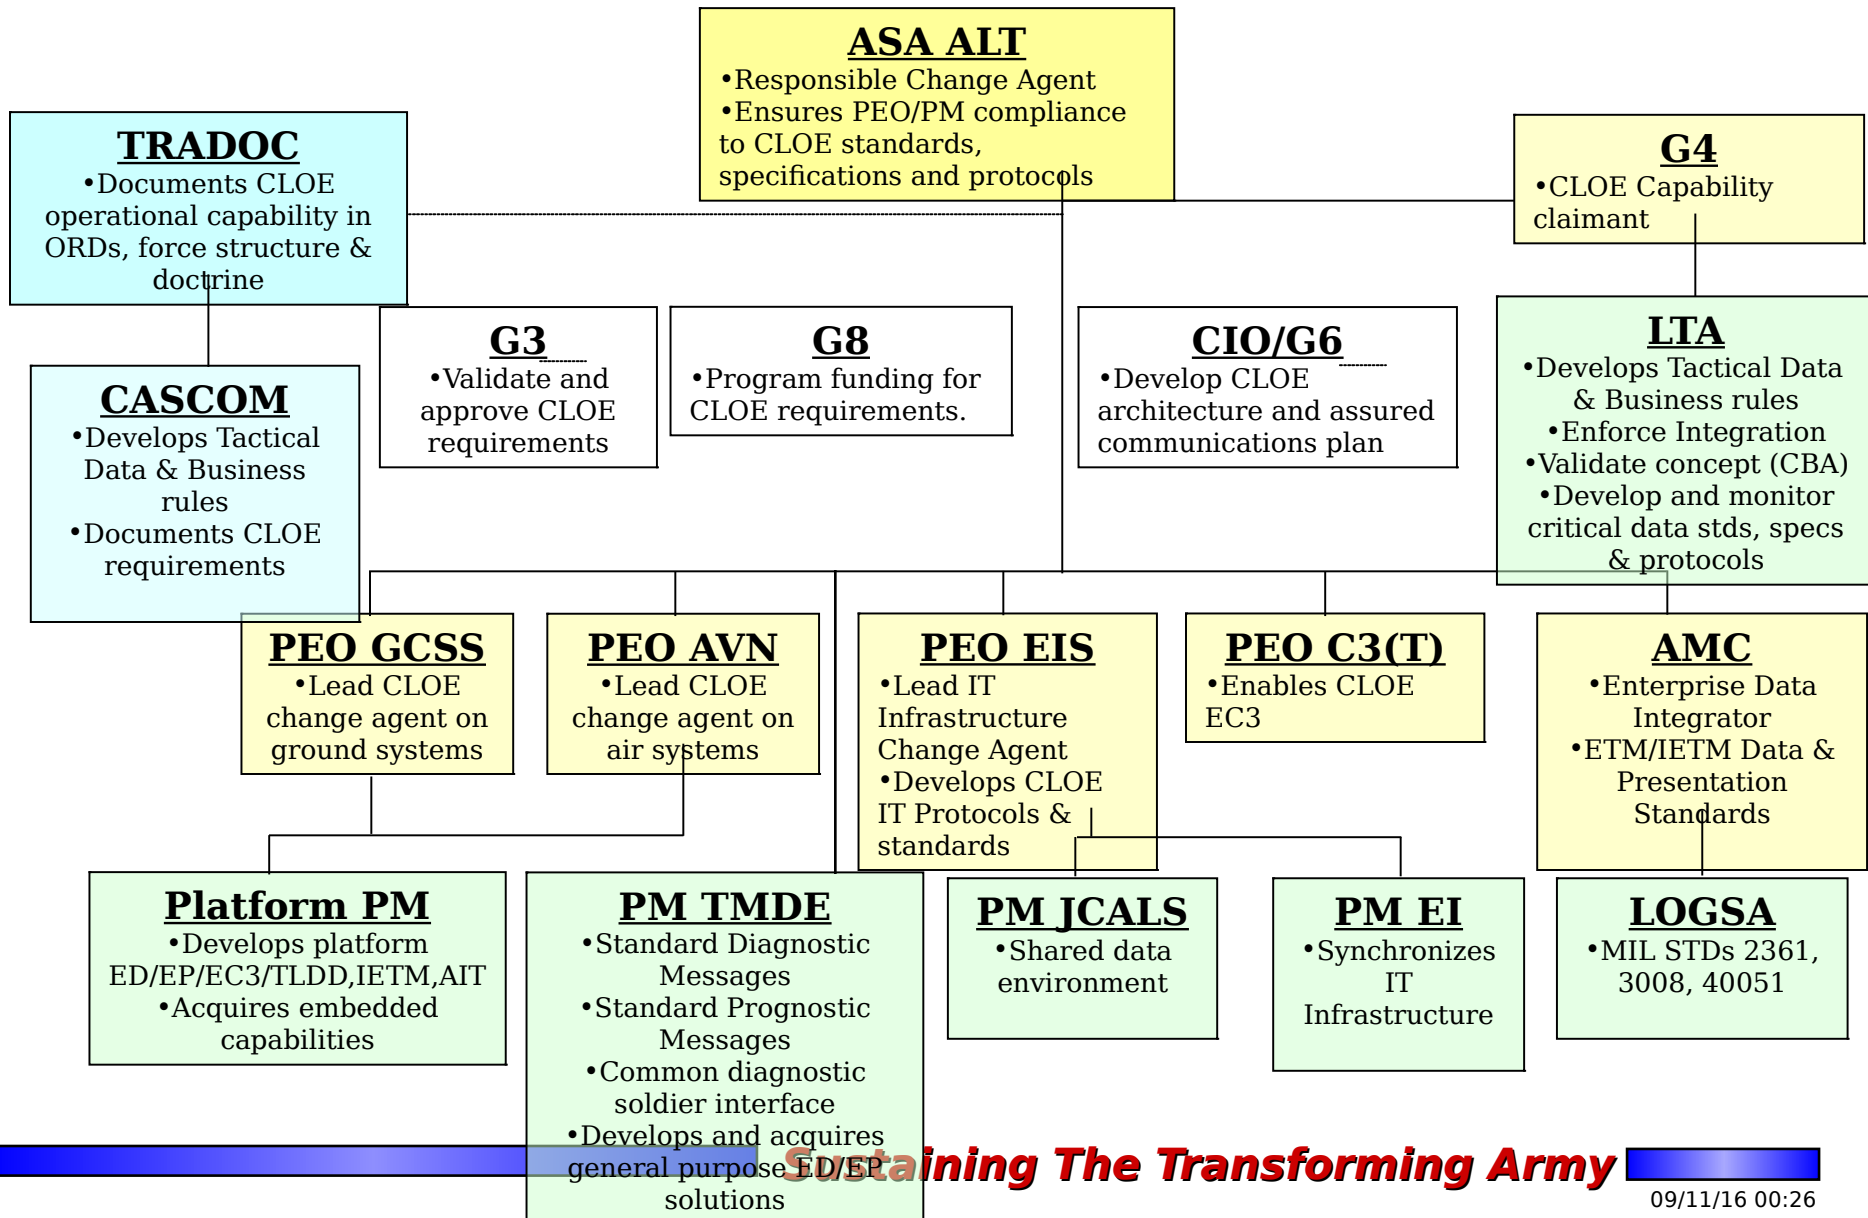 ASA ALT
•Responsible Change Agent
•Ensures PEO/PM compliance
to CLOE standards,
specifications and protocols
TRADOC
•Documents CLOE
operational capability in
ORDs, force structure &
doctrine
G4
•CLOE Capability
claimant
G3
•Validate and
approve CLOE
requirements
G8
•Program funding for
CLOE requirements.
CIO/G6
•Develop CLOE
architecture and assured
communications plan
LTA
•Develops Tactical Data
& Business rules
•Enforce Integration
•Validate concept (CBA)
•Develop and monitor
critical data stds, specs
& protocols
CASCOM
•Develops Tactical
Data & Business
rules
•Documents CLOE
requirements
PEO GCSS
•Lead CLOE
change agent on
ground systems
PEO AVN
•Lead CLOE
change agent on
air systems
PEO EIS
•Lead IT
Infrastructure
Change Agent
•Develops CLOE
IT Protocols &
standards
PEO C3(T)
•Enables CLOE
EC3
AMC
•Enterprise Data
Integrator
•ETM/IETM Data &
Presentation
Standards
Platform PM
•Develops platform
ED/EP/EC3/TLDD,IETM,AIT
•Acquires embedded
capabilities
PM TMDE
•Standard Diagnostic
Messages
•Standard Prognostic
Messages
•Common diagnostic
soldier interface
•Develops and acquires
general purpose ED/EP
solutions
PM JCALS
•Shared data
environment
PM EI
•Synchronizes
IT
Infrastructure
LOGSA
•MIL STDs 2361,
3008, 40051
Sustaining The Transforming Army
09/11/16 00:26